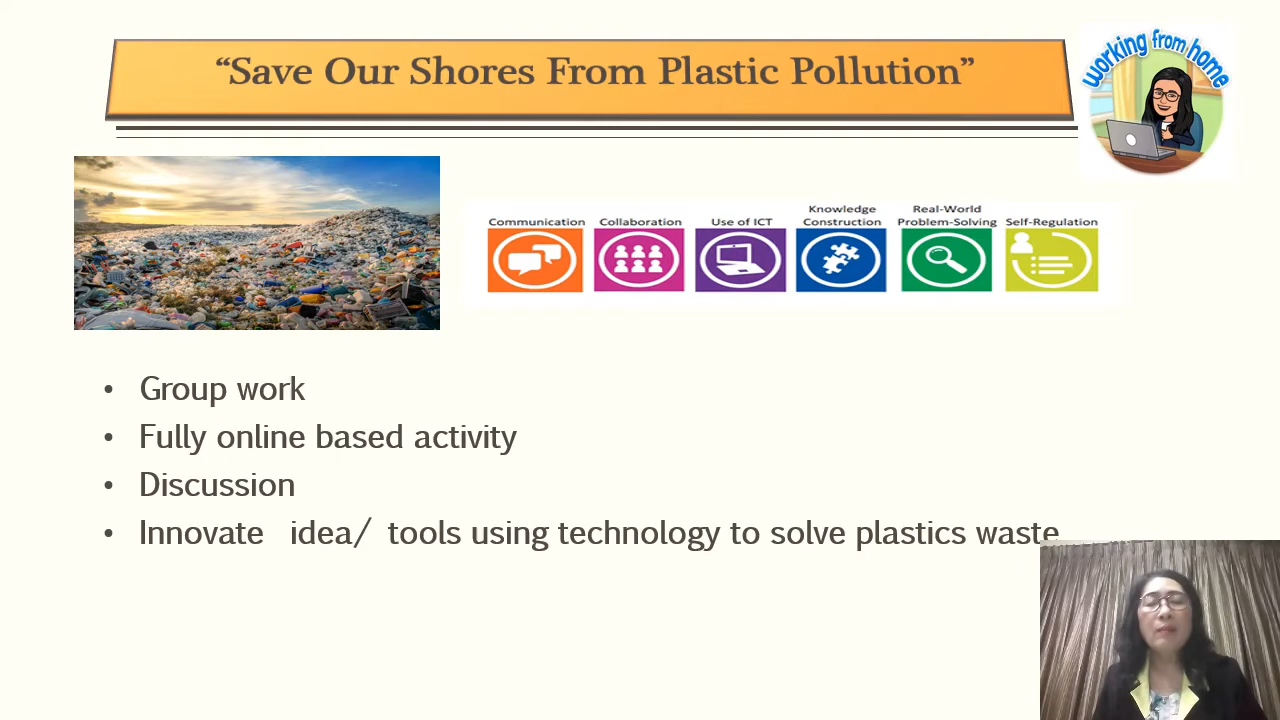 “Save Our Shores From Plastic Pollution”
working from home
Communication
Collaboration
Use of ICT
Knowledge
Construction
Real-World
Problem-Solving
Self-Regulation
• Group work
• Fully online based activity
• Discussion
• Innovate idea/ tools using technology to solve plastics waste